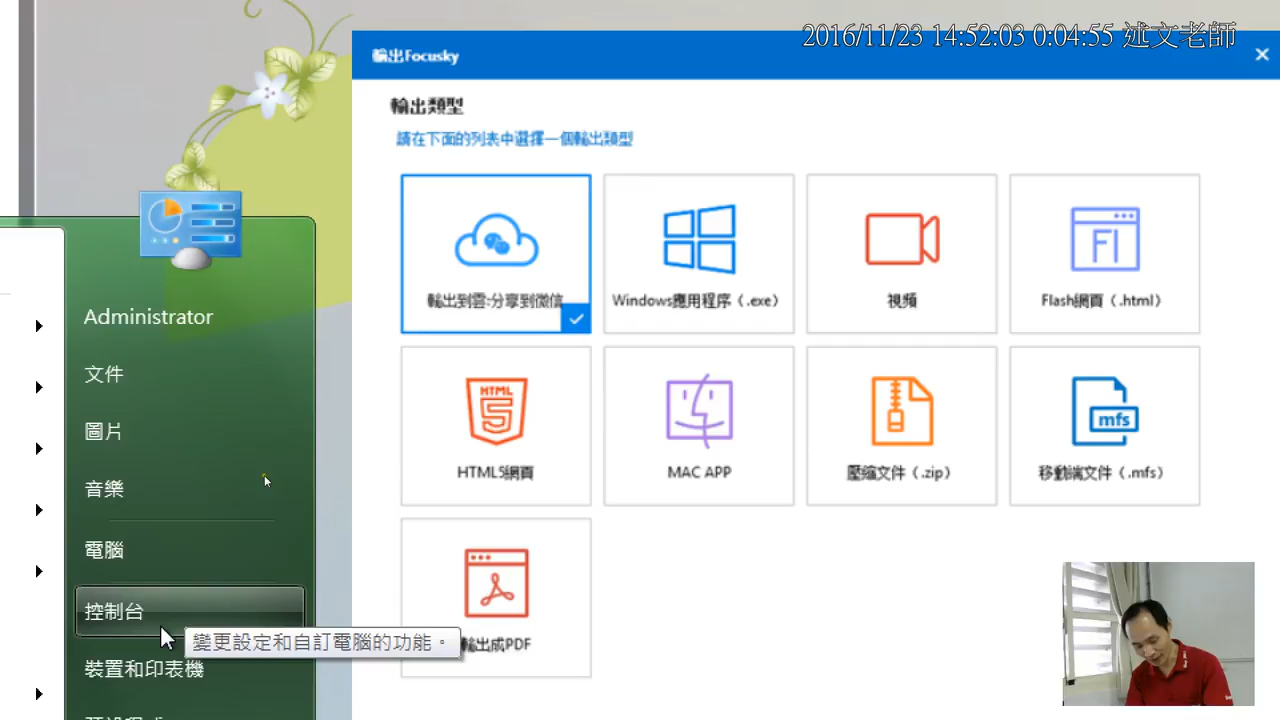 2016/11/23 14:52:03 0:04:55 述文老師
輸出Focusky
輸出類型
請在下面的列表中選擇一個輸出類型
輸出到雲:分享到微信
Windows應用程序（.exe）
視頻
Fl
Flash網頁（.html）
HTML
5
HTML5網頁
MAC APP
壓縮文件（.zip）
mfs
移動端文件（.mfs）
輸出成PDF
Administrator
文件
圖片
音樂
電腦
控制台
變更設定和自訂電腦的功能。
裝置和印表機